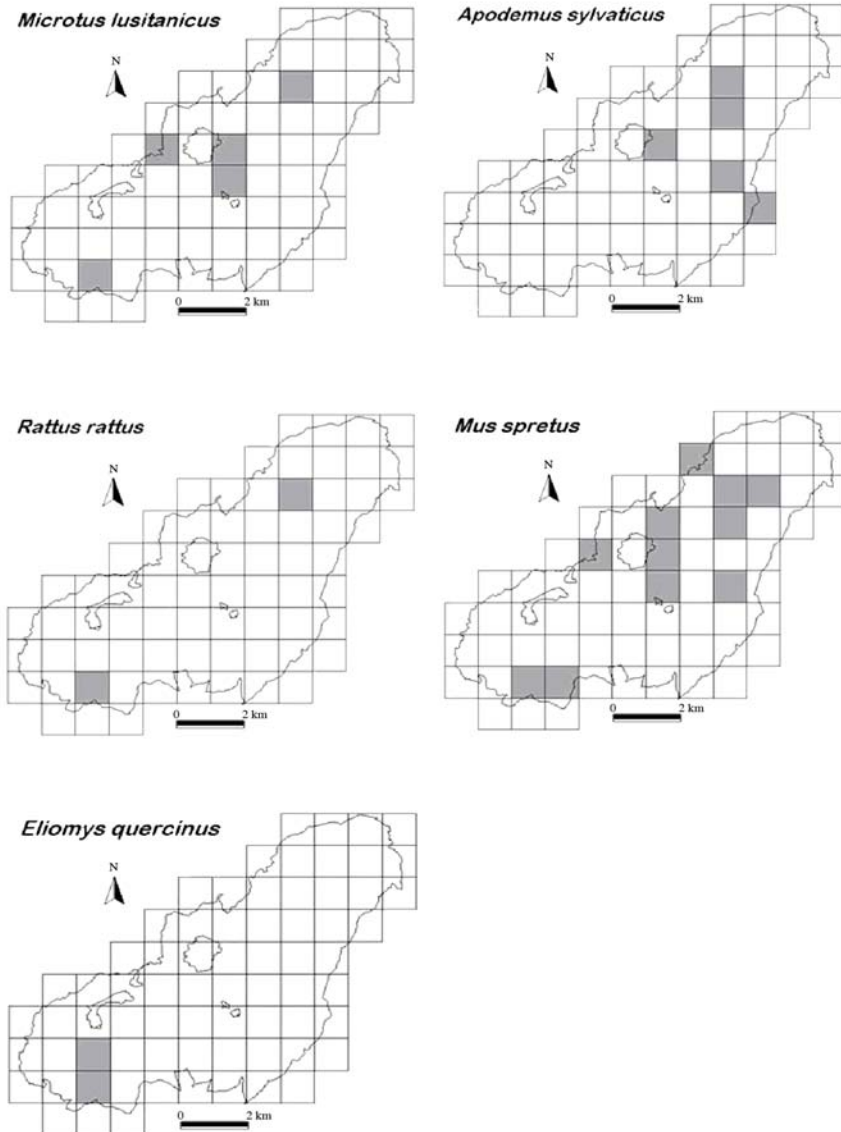 Microtus lusitanicus
N
0 2 km
Apodemus sylvaticus
N
0 2 km
Rattus rattus
N
0 2 km
Mus spretus
N
0 2 km
Eliomys quercinus
N
0 2 km